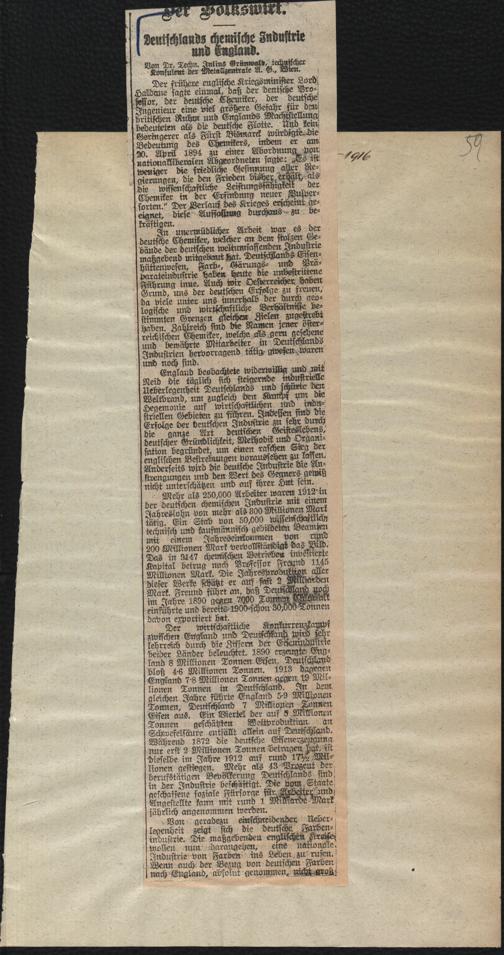 Der Volkswirt.
Deutschlands chemische Industrie
und England.
Von Dr. Techn. Julius Grünwald, technischer
Konsulent der Metallzentrale A. G., Wien.
Der frühere englische Kriegsminister Lord
Haldane sagte einmal, daß der deutsche Pro-
fessor, der deutsche Chemiker, der deutsche
Ingenieur eine viel größere Gefahr für den
britischen Ruhm und Englands Machtstellung
bedeuteten als die deutsche Flotte. Und kein
Geringerer als Fürst Bismarck würdigte die
Bedeutung des Chemikers, indem er am
20. April 1894 zu einer Abordnung von
nationalliberalen Abgeordneten sagte: „Es ist
weniger die friedliche Gesinnung aller Re-
gierungen, die den Frieden bisher erhält, als
die wissenschaftliche Leistungsfähigkeit der
Chemiker in der Erfindung neuer Pulver-
sorten.“ Der Verlauf des Krieges erscheint ge-
eignet, diese Auffassung durchaus zu be-
kräftigen.
In unermüdlicher Arbeit war es der
deutsche Chemiker, welcher an dem stolzen Ge-
bäude der deutschen weltumfassenden Industrie
maßgebend mitgebaut hat. Deutschlands Eisen-
hüttenwesen, Farb-, Gärungs- und Prä-
parateindustrie haben heute die unbestrittene
Führung inne. Auch wir Oesterreicher haben
Grund, uns der deutschen Erfolge zu freuen,
da viele unter uns innerhalb der durch geo-
logische und wirtschaftliche Verhältnisse be-
stimmten Grenzen gleichen Zielen zugestrebt
haben. Zahlreich sind die Namen jener öster-
reichischen Chemiker, welche als gern gesehene
und bewährte Mitarbeiter in Deutschlands
Industrien hervorragend tätig gewesen waren
und noch sind.
England beobachtete widerwillig und mit
Neid die täglich sich steigernde industrielle
Ueberlegenheit Deutschlands und schürte den
Weltbrand, um zugleich den Kampf um die
Hegemonie auf wirtschaftlichen und indu-
striellen Gebieten zu führen. Indessen sind die
Erfolge der deutschen Industrie zu sehr durch
die ganze Art deutschen Geisteslebens,
deutscher Gründlichkeit, Methodik und Organi-
sation begründet, um einen raschen Sieg der
englischen Bestrebungen voraussehen zu lassen.
Anderseits wird die deutsche Industrie die An-
strengungen und den Wert des Gegners gewiß
nicht unterschätzen und auf ihrer Hut sein.
Mehr als 250,000 Arbeiter waren 1912 in
der deutschen chemischen Industrie mit einem
Jahreslohn von mehr als 300 Millionen Mark
tätig. Ein Stab von 50,000 wissenschaftlich,
technisch und kaufmännisch gebildeten Beamten
mit einem Jahreseinkommen von rund
200 Millionen Mark vervollständigt das Bild.
Das in 9147 chemischen Betrieben investierte
Kapital betrug nach Professor Freund 1145
Millionen Mark. Die Jahresproduktion aller
dieser Werke schätzt er auf fast 2 Milliarden
Mark. Freund führt an, daß Deutschland noch
im Jahre 1890 gegen 7000 Tonnen
einführte und bereits 1900 schon 30,000 Tonnen
davon exportiert hat.
Der wirtschaftliche Konkurrenzkampf
zwischen England und Deutschland wird sehr
lehrreich durch die Ziffern der Eisenindustrie
beider Länder beleuchtet. 1890 erzeugte Eng-
land 8 Millionen Tonnen Eisen, Deutschland
bloß 4·6 Millionen Tonnen. 1913 dagegen
England 7·8 Millionen Tonnen gegen 19 Mil-
lionen Tonnen in Deutschland. In dem
gleichen Jahre führte England 5·9 Millionen
Tonnen, Deutschland 7 Millionen Tonnen
Eisen aus. Ein Viertel der auf 5 Millionen
Tonnen geschätzten Weltproduktion an
Schwefelsäure entfällt allein auf Deutschland.
Während 1872 die deutsche Eisenerzeugung
nur erst 2 Millionen Tonnen betragen hat, ist
dieselbe im Jahre 1912 auf rund 17½ Mil-
lionen gestiegen. Mehr als 43 Prozent der
berufstätigen Bevölkerung Deutschlands sind
in der Industrie beschäftigt. Die vom Staate
geschaffene soziale Fürsorge für Arbeiter und
Angestellte kann mit rund 1 Milliarde Mark
jährlich angenommen werden.
Von geradezu einschneidender Ueber-
legenheit zeigt sich die deutsche Farben-
industrie. Die maßgebenden englischen Kreise
wollen nun darangehen, eine nationale
Industrie von Farben ins Leben zu rufen.
Wenn auch der Bezug von deutschen Farben
nach England, absolut genommen, nicht groß
1916
59